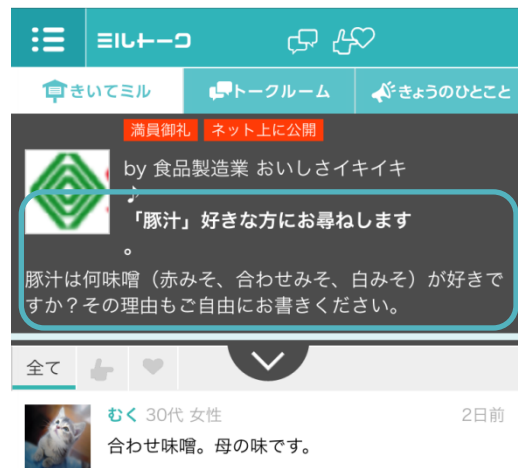 ミルトーク
きいてミル
トークルーム
きょうのひとこと
満員御礼 ネット上に公開
by 食品製造業 おいしさイキイキ
♪
「豚汁」好きな方にお尋ねします
。
豚汁は何味噌（赤みそ、合わせみそ、白みそ）が好きで
すか？その理由もご自由にお書きください。
全て
むく 30代 女性 2日前
合わせ味噌。母の味です。